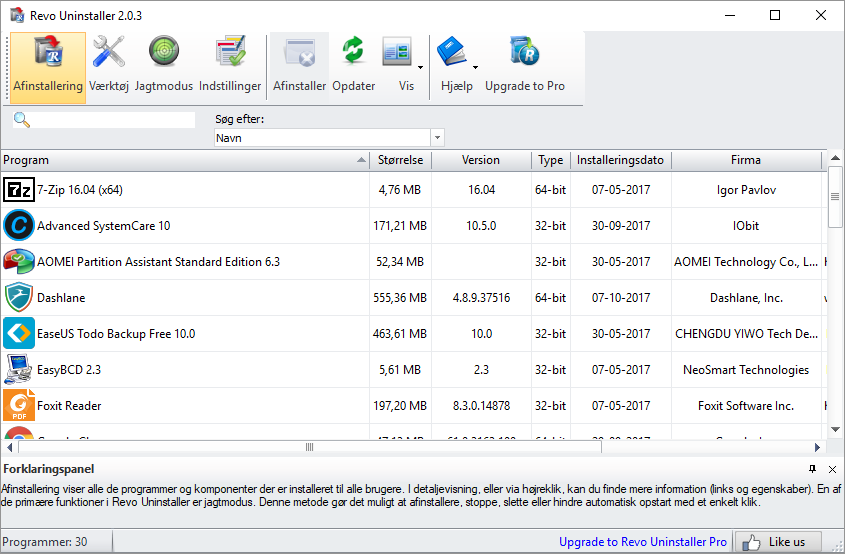 Revo Uninstaller 2.0.3
Afinstallering Værktøj Jagtmodus Indstillinger Afinstaller Opdater Vis Hjælp Upgrade to Pro
Søg efter:
Navn
Program Størrelse Version Type Installeringsdato Firma
7-Zip 16.04 (x64) 4,76 MB 16.04 64-bit 07-05-2017 Igor Pavlov
Advanced SystemCare 10 171,21 MB 10.5.0 32-bit 30-09-2017 IObit
AOMEI Partition Assistant Standard Edition 6.3 52,34 MB 32-bit 30-05-2017 AOMEI Technology Co., L...
Dashlane 555,36 MB 4.8.9.37516 64-bit 07-10-2017 Dashlane, Inc.
EaseUS Todo Backup Free 10.0 463,61 MB 10.0 32-bit 30-05-2017 CHENGDU YIWO Tech De...
EasyBCD 2.3 5,61 MB 2.3 32-bit 07-05-2017 NeoSmart Technologies
PDF Foxit Reader 197,20 MB 8.3.0.14878 32-bit 07-05-2017 Foxit Software Inc.
Forklaringspanel
Afinstallering viser alle de programmer og komponenter der er installeret til alle brugere. I detaljevisning, eller via højreklik, kan du finde mere information (links og egenskaber). En af
de primære funktioner i Revo Uninstaller er jagtmodus. Denne metode gør det muligt at afinstallere, stoppe, slette eller hindre automatisk opstart med et enkelt klik.
Programmer: 30 Upgrade to Revo Uninstaller Pro Like us